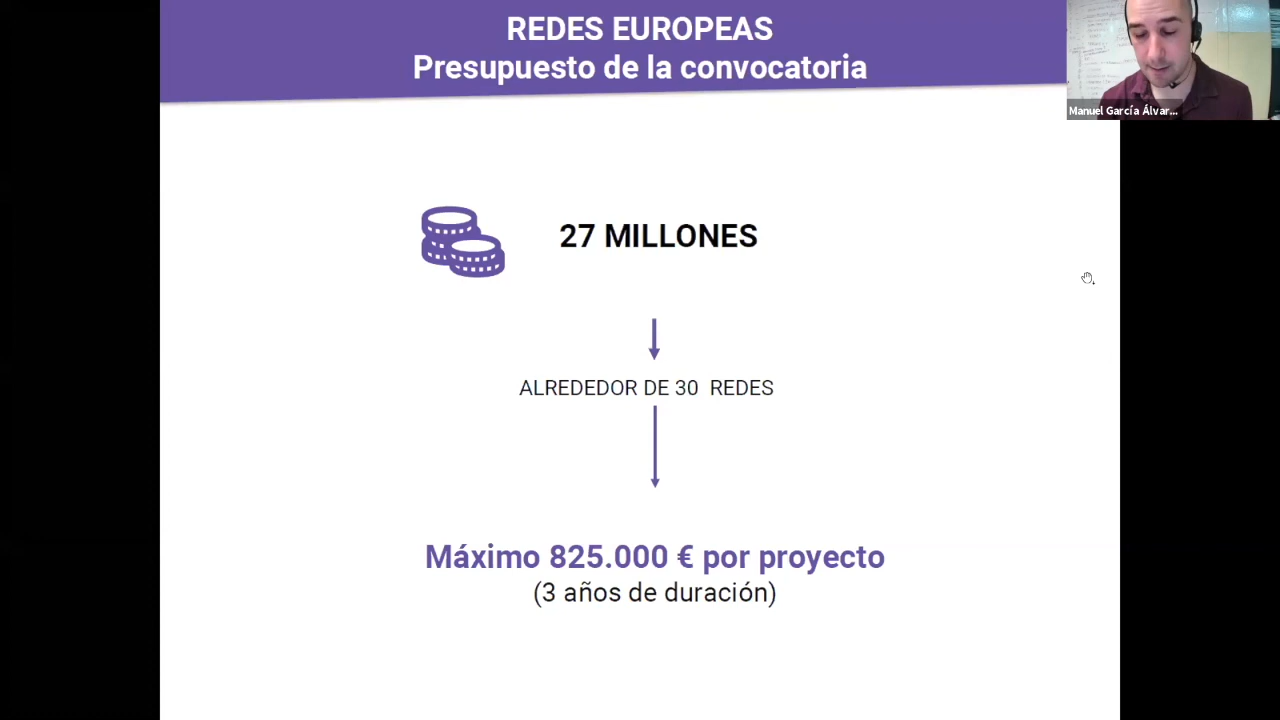 REDES EUROPEAS
Presupuesto de la convocatoria
Manuel García Álvar...
27 MILLONES
ALREDEDOR DE 30 REDES
Máximo 825.000 € por proyecto
(3 años de duración)